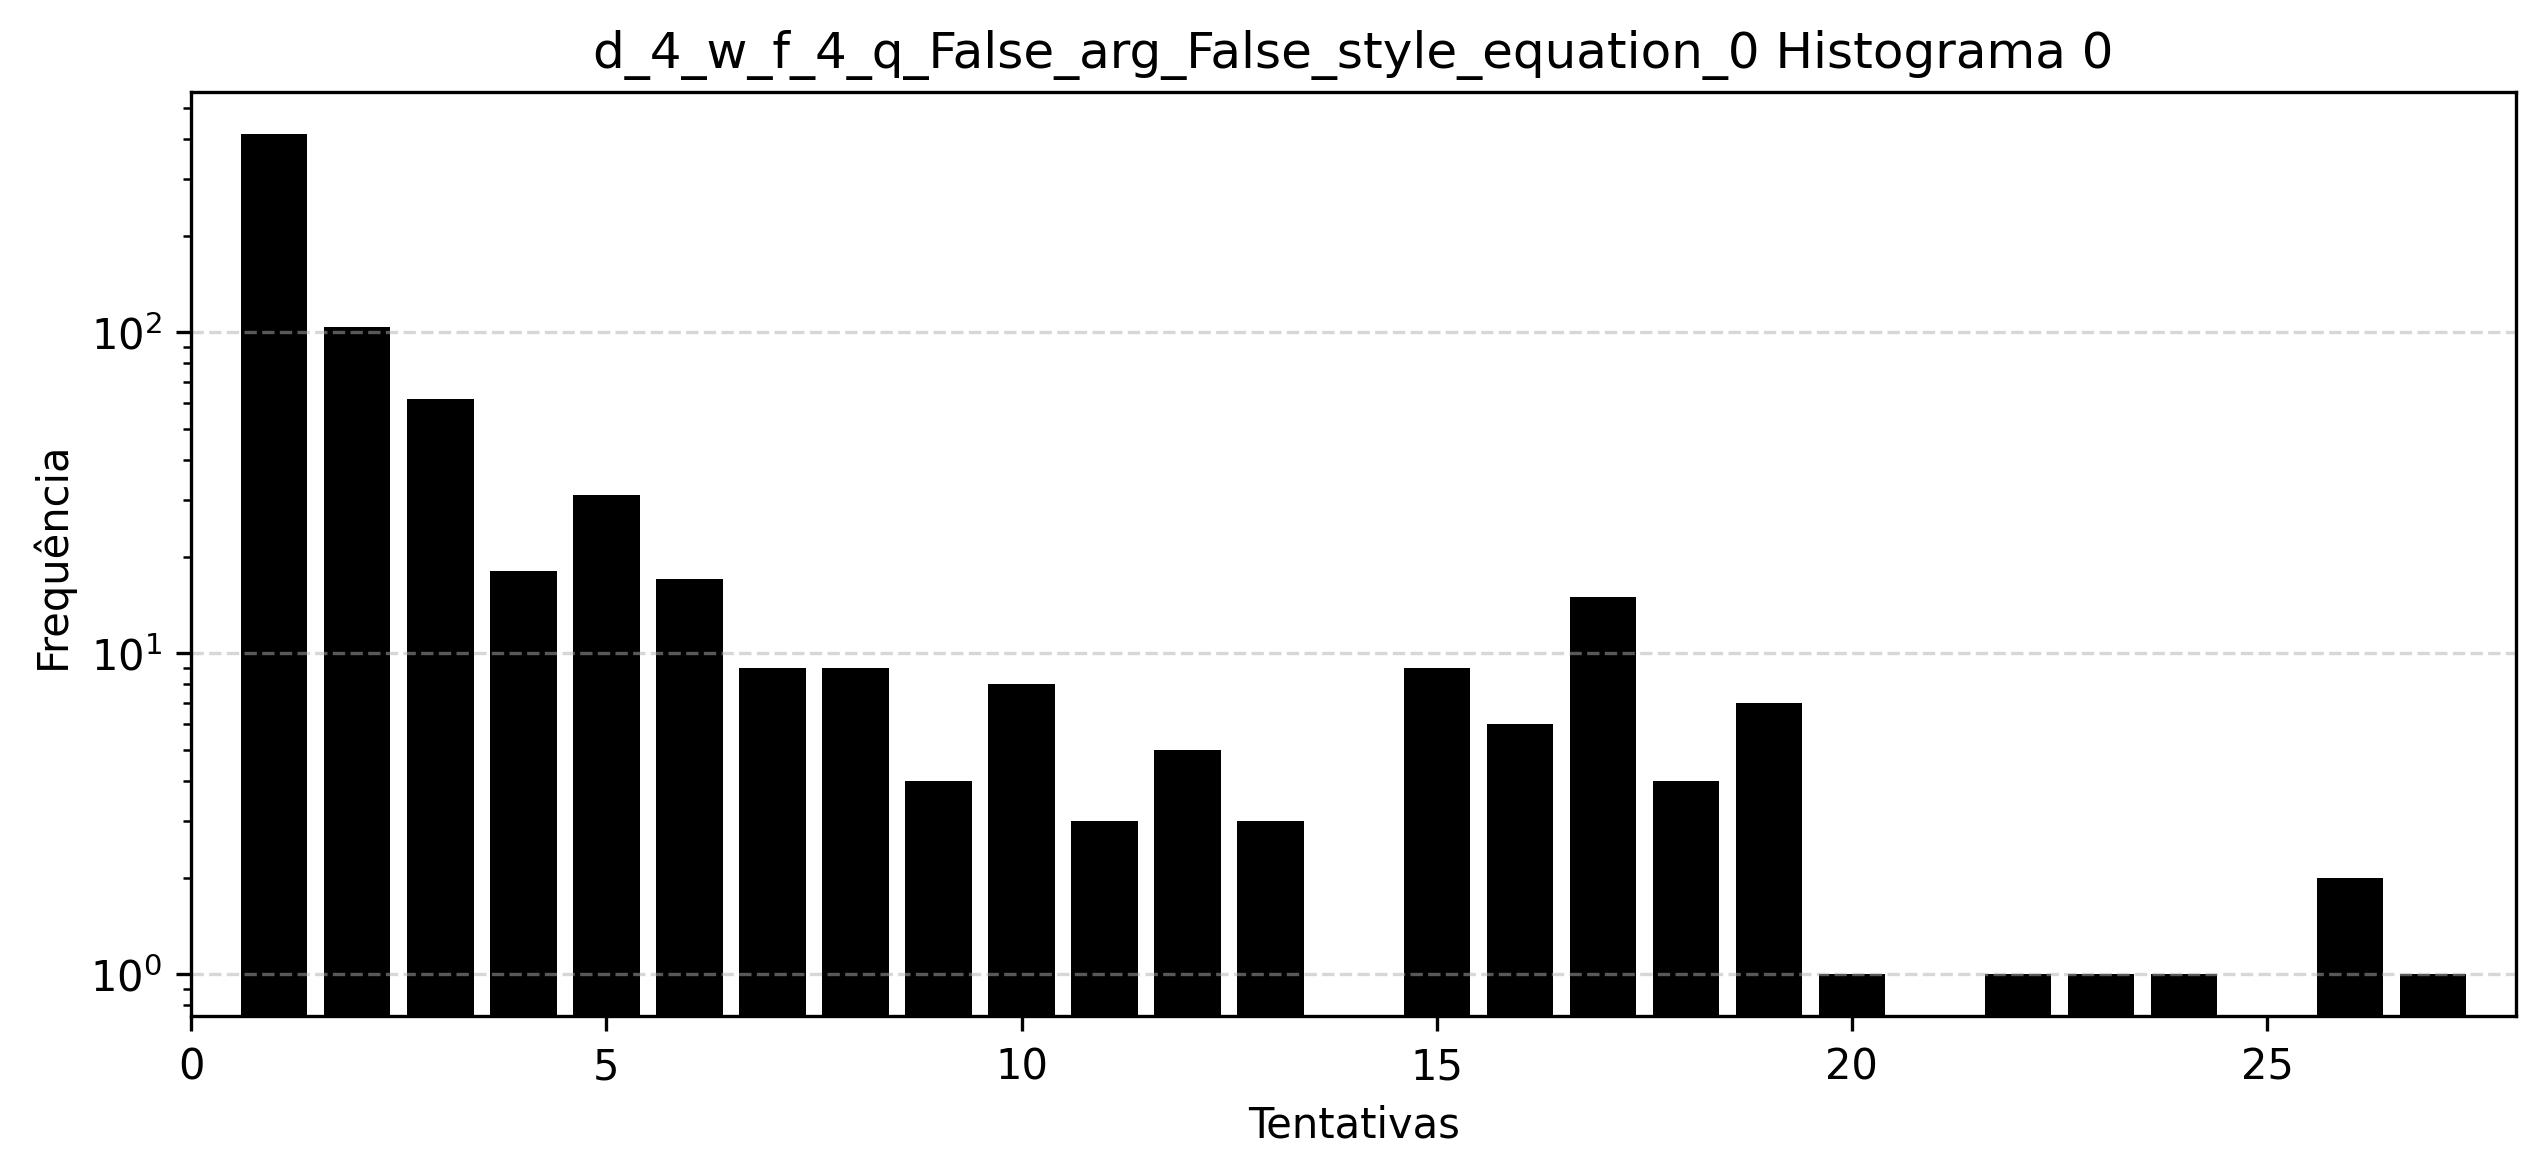 d_4_w_f_4_q_False_arg_False_style_equation_0 Histograma 0
Frequência
10²
10¹
10⁰
0 5 10 15 20 25
Tentativas